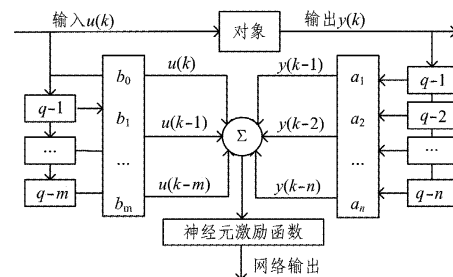 输入u(k)
对象
输出y(k)
b0
u(k)
y(k-1)
a1
q-1
q-1
b1
u(k-1)
Σ
y(k-2)
a2
q-2
...
...
...
...
q-m
bm
u(k-m)
y(k-n)
an
q-n
神经元激励函数
网络输出